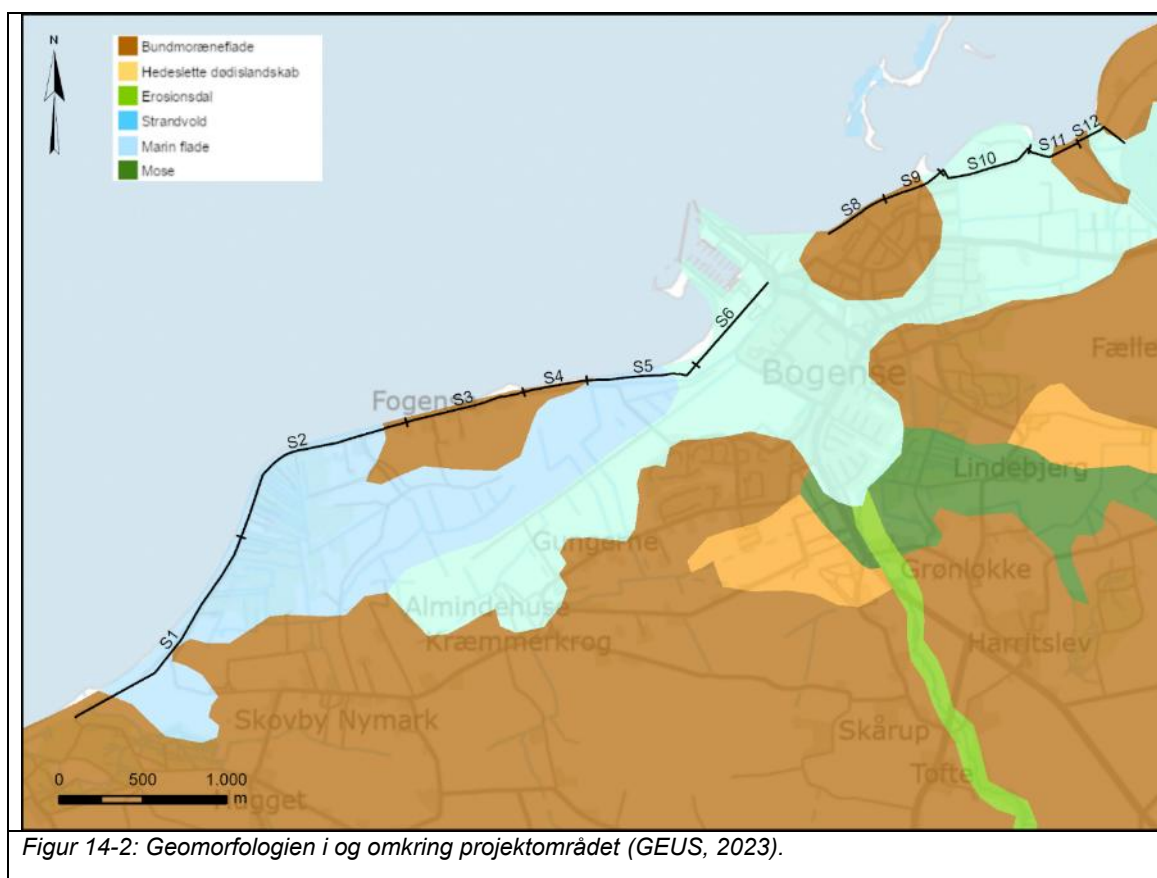 N
Bundmoræneflade
Hedeslette dødislandskab
Erosionsdal
Strandvold
Marin flade
Mose
S12
S11
S10
S9
S8
S6
S5
S4
S3
S2
S1
Fælle
Bogense
Fogense
Lindebjerg
Gungerne
Grønløkke
Almindehuse
Kræmmerkrog
Harritslev
Skovby Nymark
Skårup
Tofte
0 500 1.000
m
Hugget
Figur 14-2: Geomorfologien i og omkring projektområdet (GEUS, 2023).